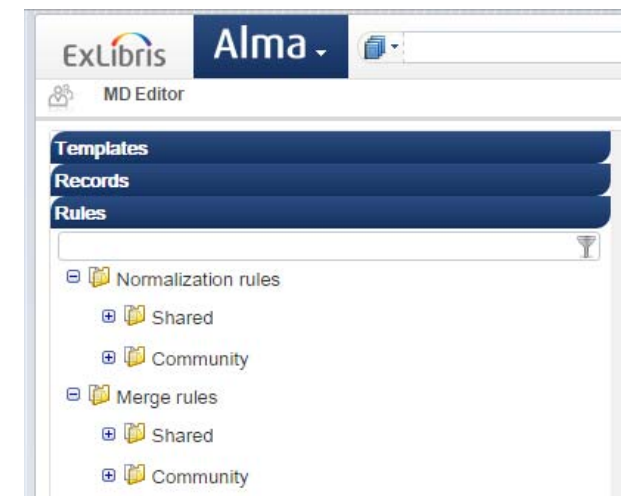 ExLibris
Alma
MD Editor
Templates
Records
Rules
Normalization rules
Shared
Community
Merge rules
Shared
Community